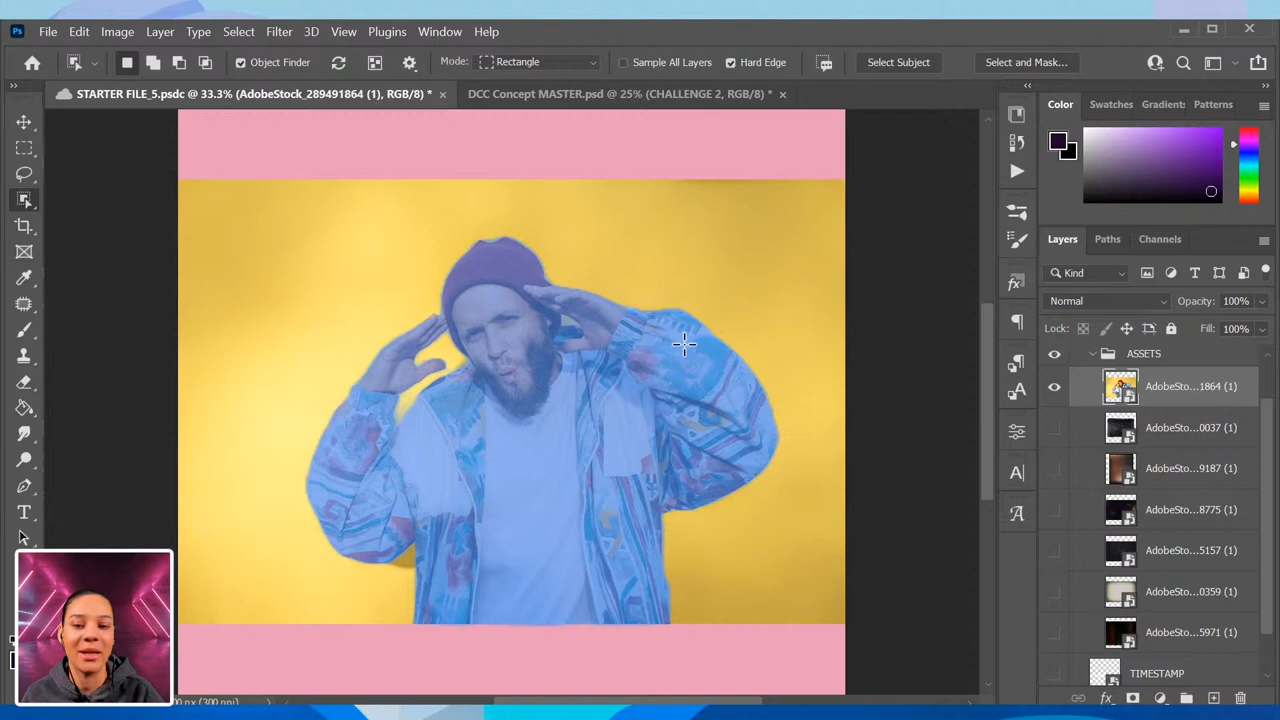 Ps File Edit Image Layer Type Select Filter 3D View Plugins Window Help
Object Finder Mode: Rectangle Sample All Layers Hard Edge Select Subject Select and Mask...
STARTER FILE_5.psdc @ 33.3% (AdobeStock_289491864 (1), RGB/8) * × DCC Concept MASTER.psd @ 25% (CHALLENGE 2, RGB/8) * ×
Color Swatches Gradient: Patterns
Layers Paths Channels
Kind
Normal Opacity: 100%
Lock: Fill: 100%
ASSETS
AdobeSto...1864 (1)
AdobeSto...0037 (1)
AdobeSto...9187 (1)
AdobeSto...8775 (1)
AdobeSto...5157 (1)
AdobeSto...0359 (1)
AdobeSto...5971 (1)
TIMESTAMP
(300 ppi)